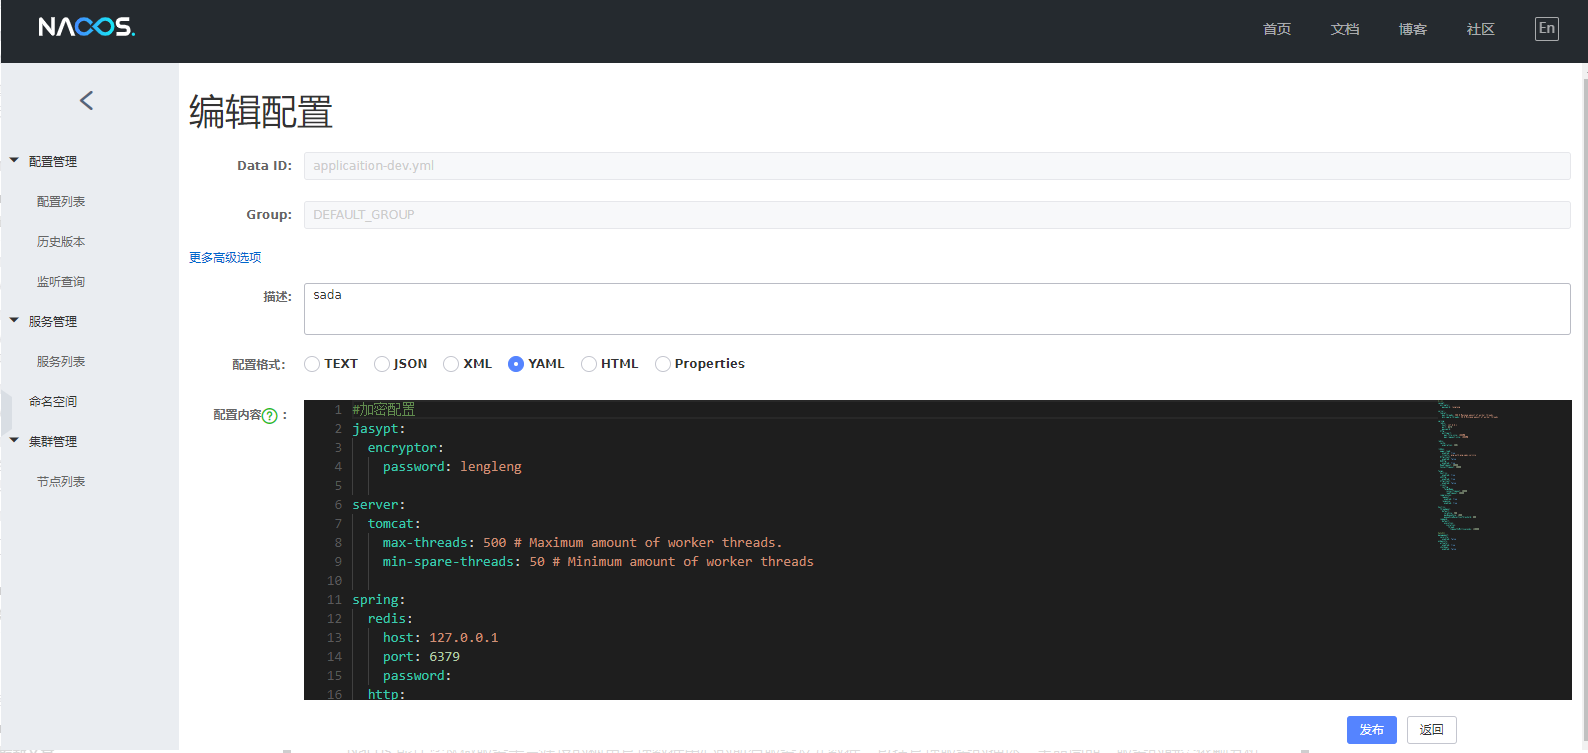 NACOS.
首页 文档 博客 社区 En
配置管理
配置列表
历史版本
监听查询
服务管理
服务列表
命名空间
集群管理
节点列表
编辑配置
Data ID: applicaition-dev.yml
Group: DEFAULT_GROUP
更多高级选项
描述: sada
配置格式: TEXT JSON XML YAML HTML Properties
配置内容? :
1 #加密配置
2 jasypt:
3 encryptor:
4 password: lengleng
5
6 server:
7 tomcat:
8 max-threads: 500 # Maximum amount of worker threads.
9 min-spare-threads: 50 # Minimum amount of worker threads
10
11 spring:
12 redis:
13 host: 127.0.0.1
14 port: 6379
15 password:
16 http:
发布 返回